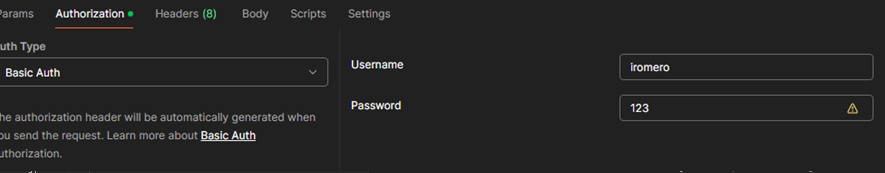 Params Authorization Headers (8) Body Scripts Settings
uth Type
Basic Auth
Username
iromero
Password
123
he authorization header will be automatically generated when
ou send the request. Learn more about Basic Auth
uthorization.